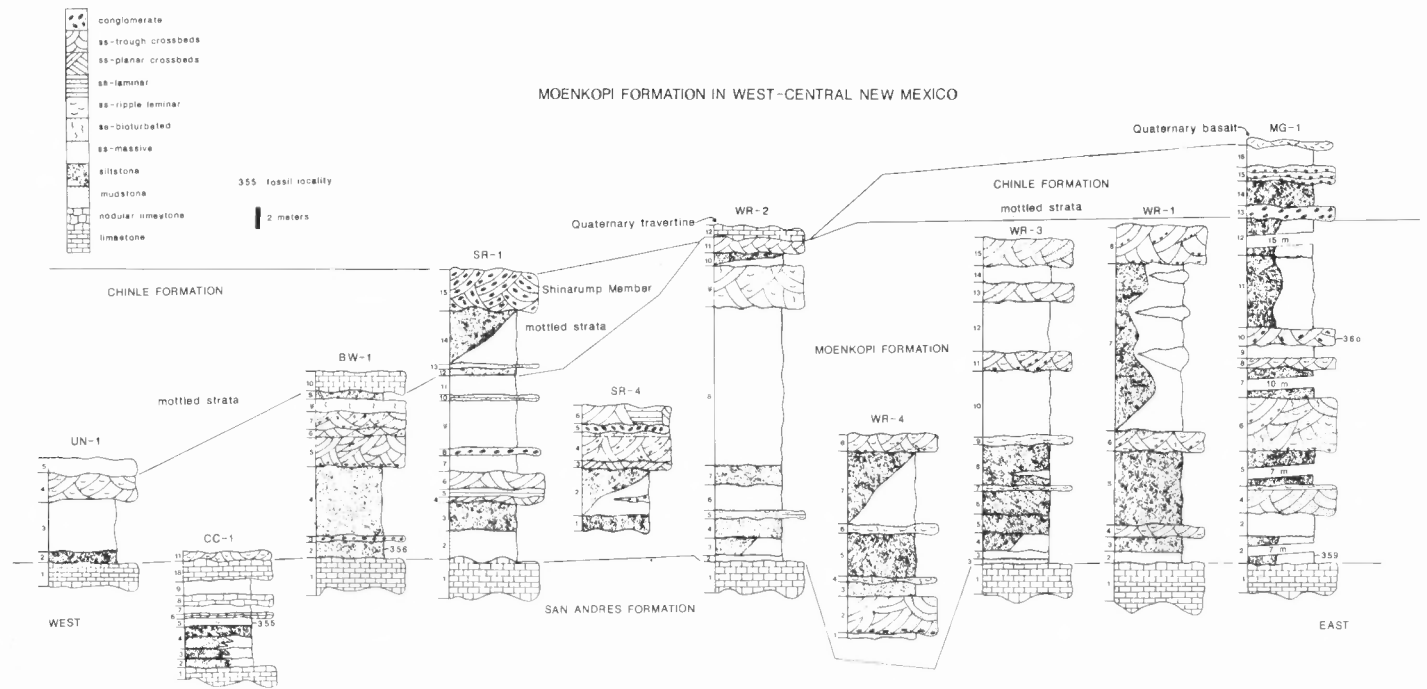 conglomerate
ss-trough crossbeds
ss-planar crossbeds
ss-laminar
ss-ripple laminar
ss-bioturbated
ss-massive
siltstone
mudstone
nodular limestone
limestone
355 fossil locality
2 meters
MOENKOPI FORMATION IN WEST-CENTRAL NEW MEXICO
Quaternary basalt
MG-1
CHINLE FORMATION
mottled strata
Quaternary travertine
WR-2
WR-3
WR-1
SR-1
CHINLE FORMATION
Shinarump Member
mottled strata
MOENKOPI FORMATION
BW-1
SR-4
mottled strata
UN-1
WR-4
CC-1
15 m
360
10 m
7 m
7 m
359
356
355
SAN ANDRES FORMATION
WEST
EAST